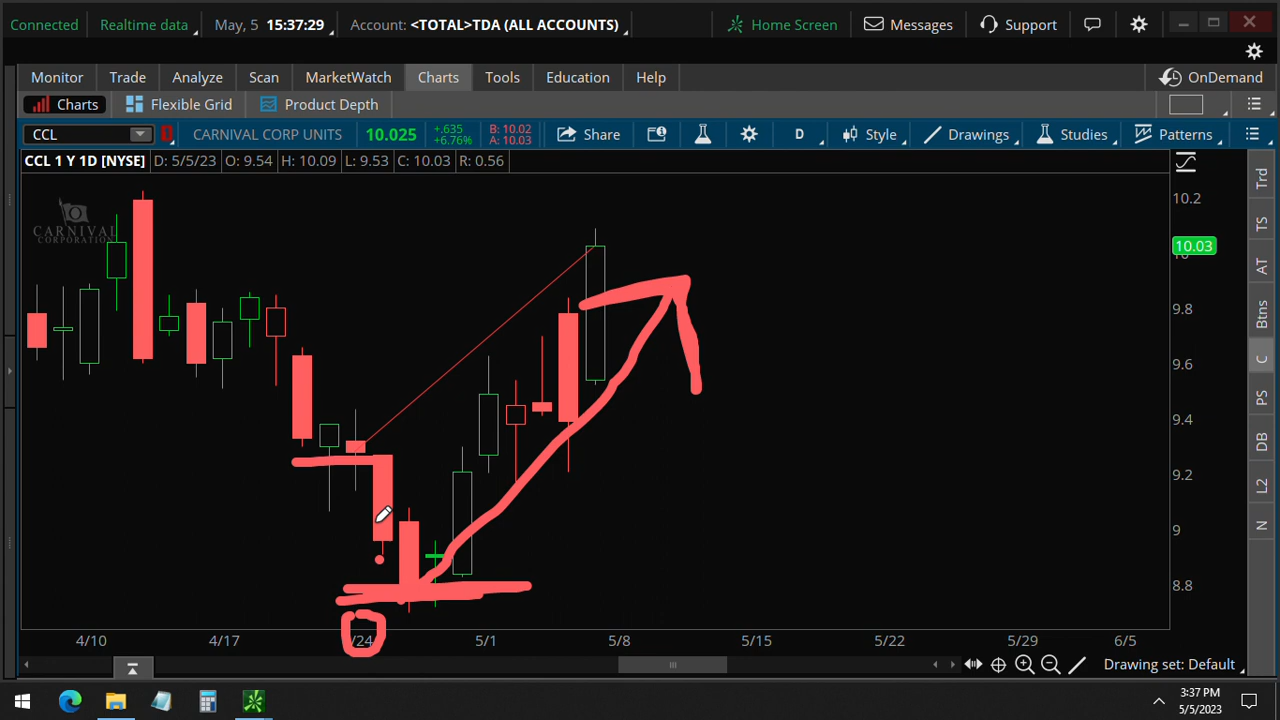 Connected Realtime data May, 5 15:37:29 Account: <TOTAL>TDA (ALL ACCOUNTS) Home Screen Messages Support
Monitor Trade Analyze Scan MarketWatch Charts Tools Education Help OnDemand
Charts Flexible Grid Product Depth
CCL CARNIVAL CORP UNITS 10.025 +.635 +6.76% B: 10.02 A: 10.03 Share D Style Drawings Studies Patterns
CCL 1 Y 1D [NYSE] D: 5/5/23 O: 9.54 H: 10.09 L: 9.53 C: 10.03 R: 0.56
CARNIVAL
CORPORATION
10.2
10.03
10
9.8
9.6
9.4
9.2
9
8.8
Trd
TS
AT
Btns
C
PS
DB
L2
N
4/10 4/17 /24 5/1 5/8 5/15 5/22 5/29 6/5
Drawing set: Default
3:37 PM
5/5/2023